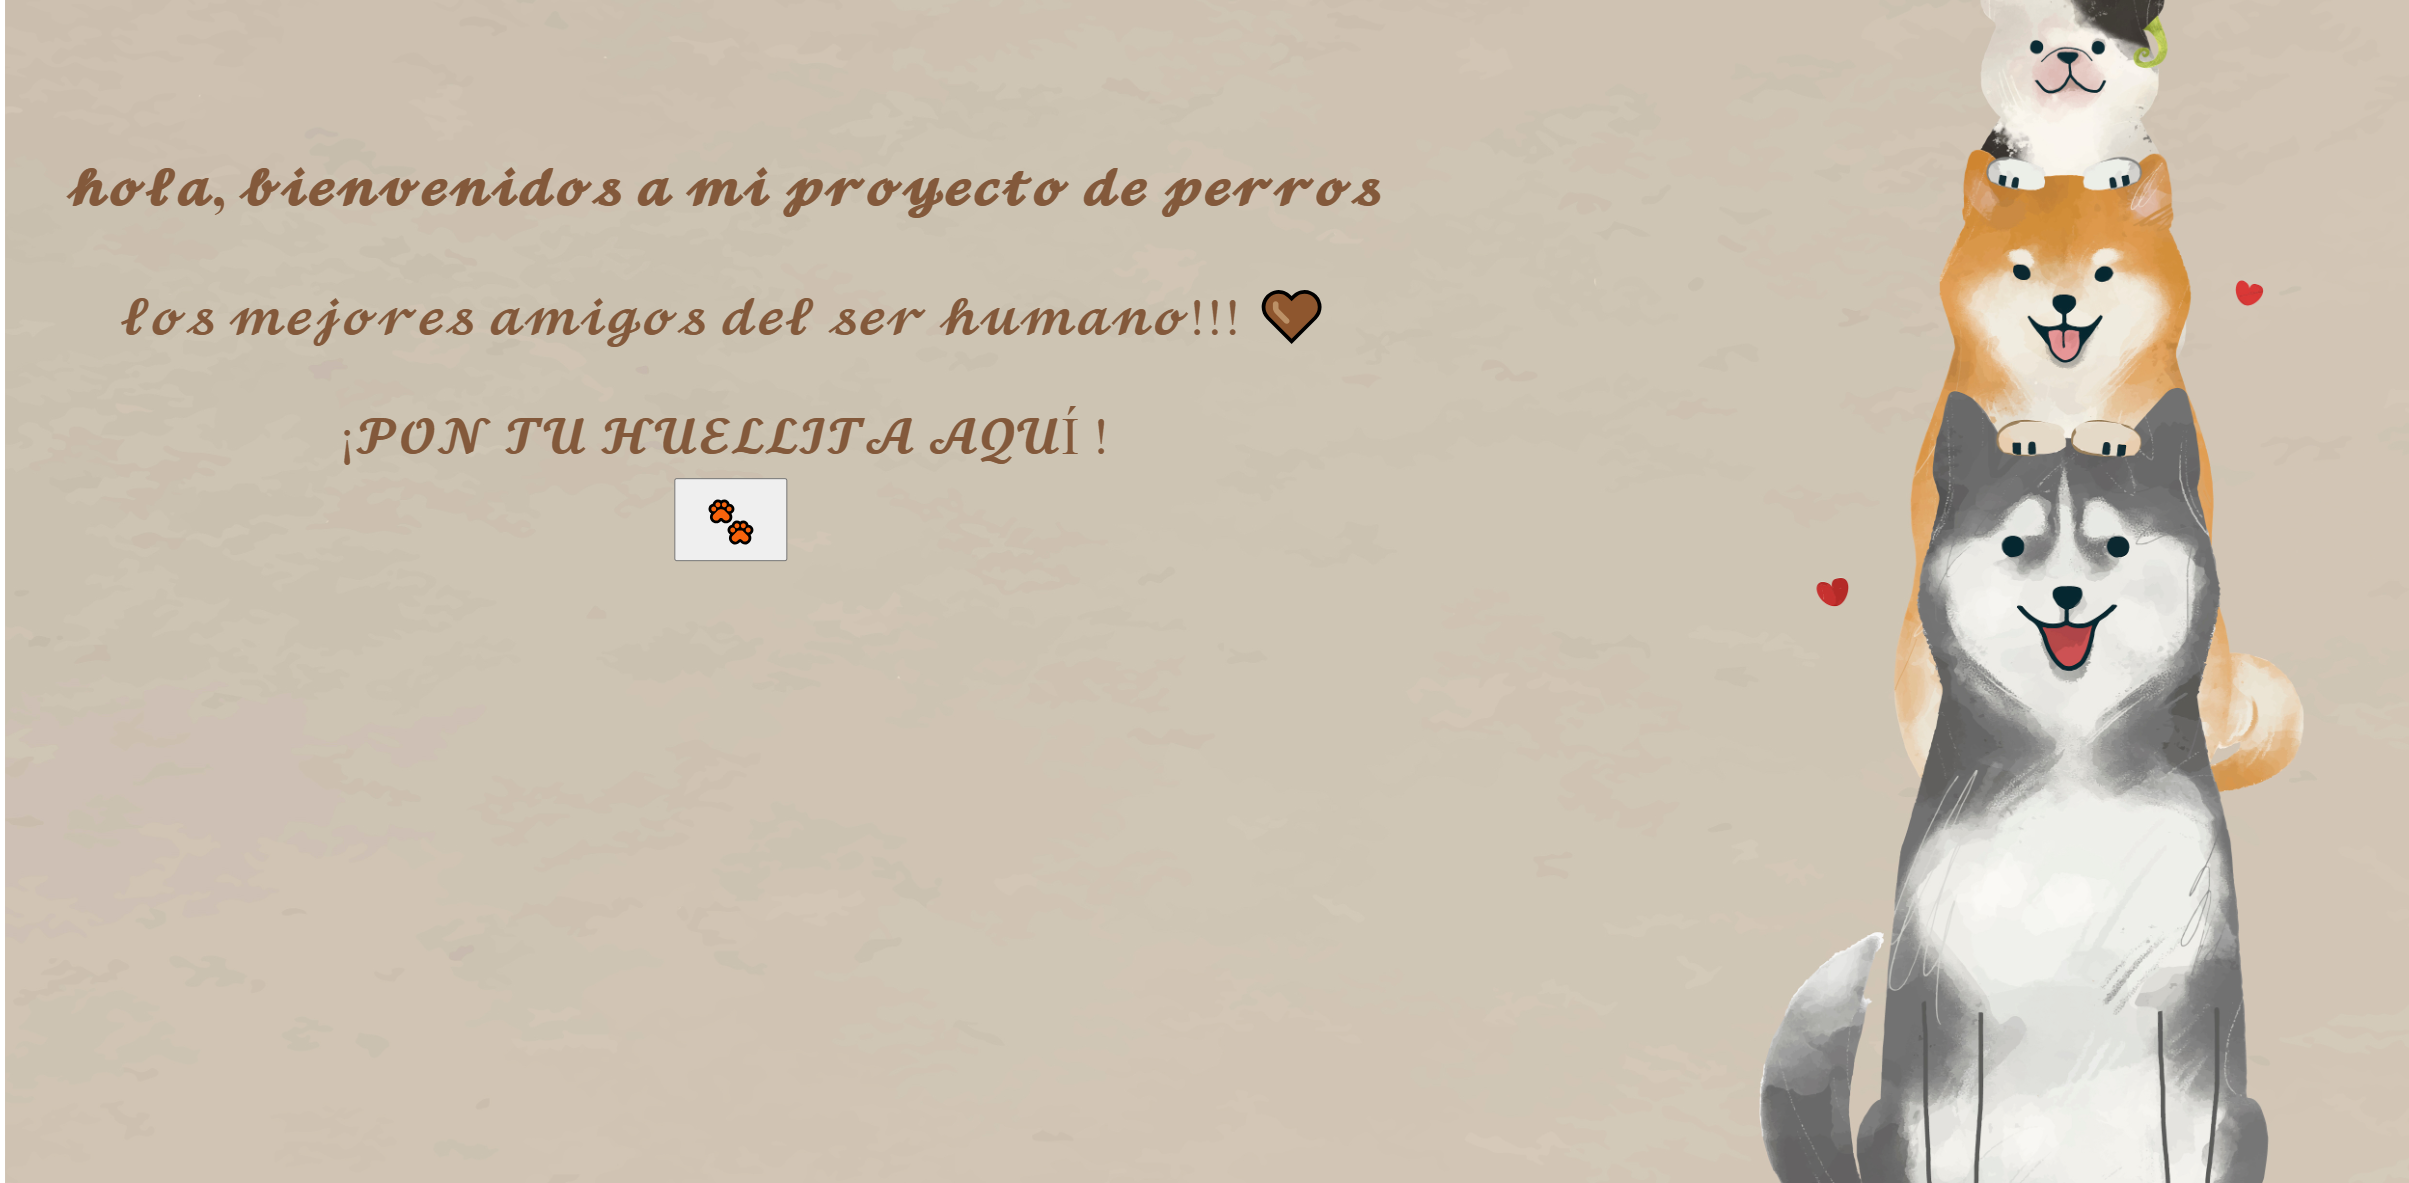 hola, bienvenidos a mi proyecto de perros
los mejores amigos del ser humano!!! 🤎
¡PON TU HUELLITA AQUÍ !
🐾